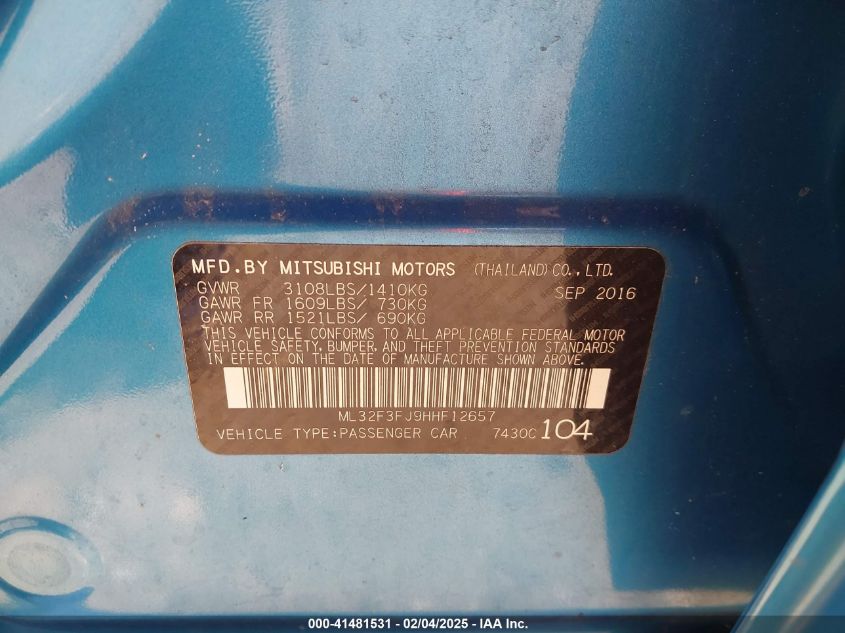 MFD.BY MITSUBISHI MOTORS (THAILAND)CO.,LTD.
GVWR 3108LBS/1410KG SEP 2016
GAWR FR 1609LBS/ 730KG
GAWR RR 1521LBS/ 690KG
THIS VEHICLE CONFORMS TO ALL APPLICABLE FEDERAL MOTOR
VEHICLE SAFETY, BUMPER, AND THEFT PREVENTION STANDARDS
IN EFFECT ON THE DATE OF MANUFACTURE SHOWN ABOVE.
ML32F3FJ9HHF12657
VEHICLE TYPE:PASSENGER CAR 7430C 104
000-41481531 - 02/04/2025 - IAA Inc.